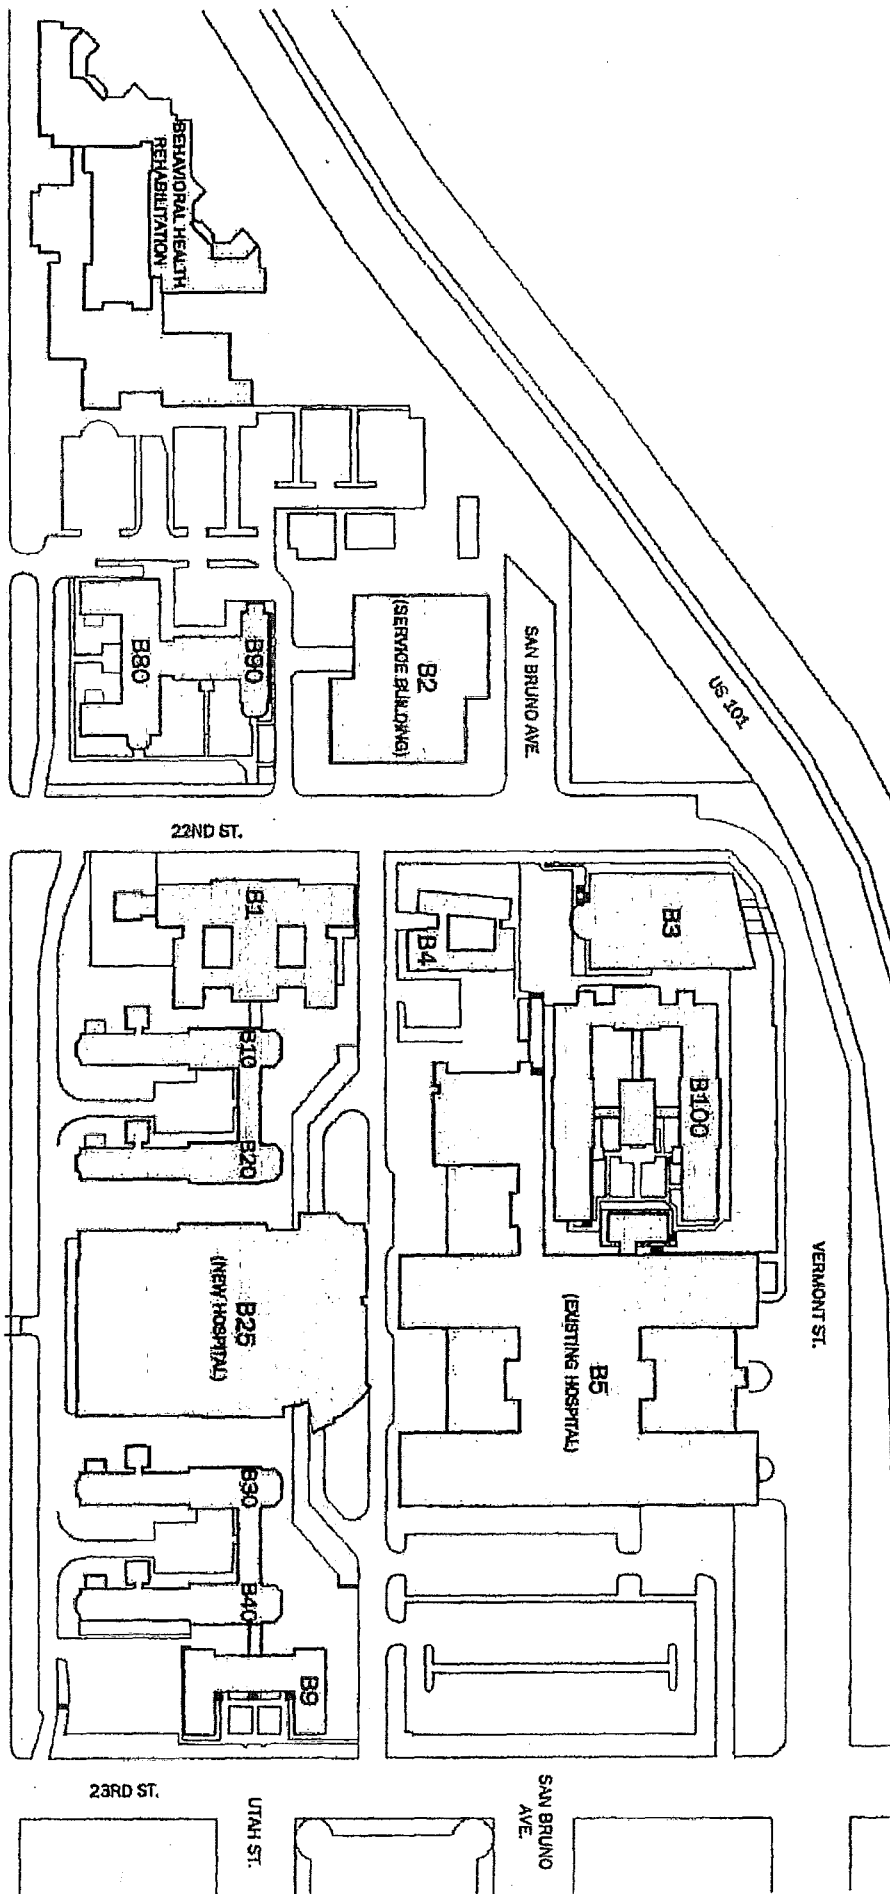 BEHAVIORAL HEALTH
REHABILITATION
B90
B80
B2
(SERVICE BUILDING)
SAN BRUNO AVE.
US 101
22ND ST.
B1
B4
B3
B10
B20
B100
B25
(NEW HOSPITAL)
B5
(EXISTING HOSPITAL)
VERMONT ST.
B30
B40
B9
23RD ST.
UTAH ST.
SAN BRUNO
AVE.